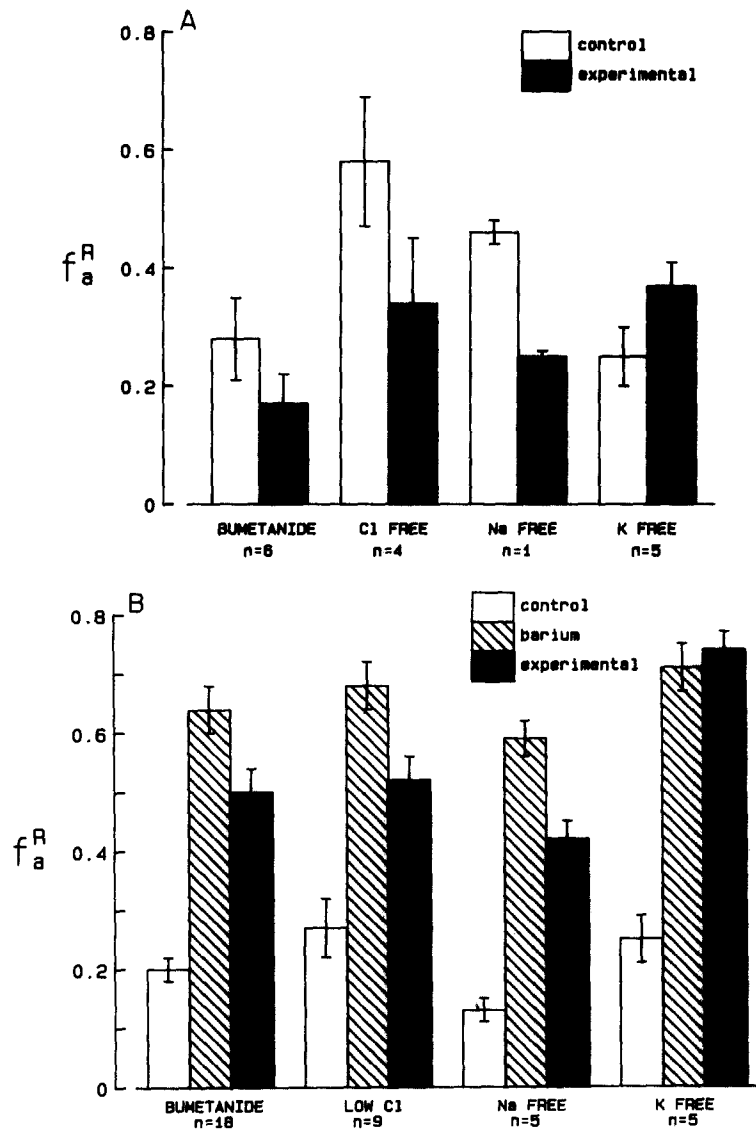 A
0.8
control
experimental
0.6
f_a^R
0.4
0.2
0
BUMETANIDE Cl FREE Na FREE K FREE
n=6 n=4 n=1 n=5
B
0.8
control
barium
experimental
0.6
f_a^R
0.4
0.2
0
BUMETANIDE LOW Cl Na FREE K FREE
n=18 n=9 n=5 n=5